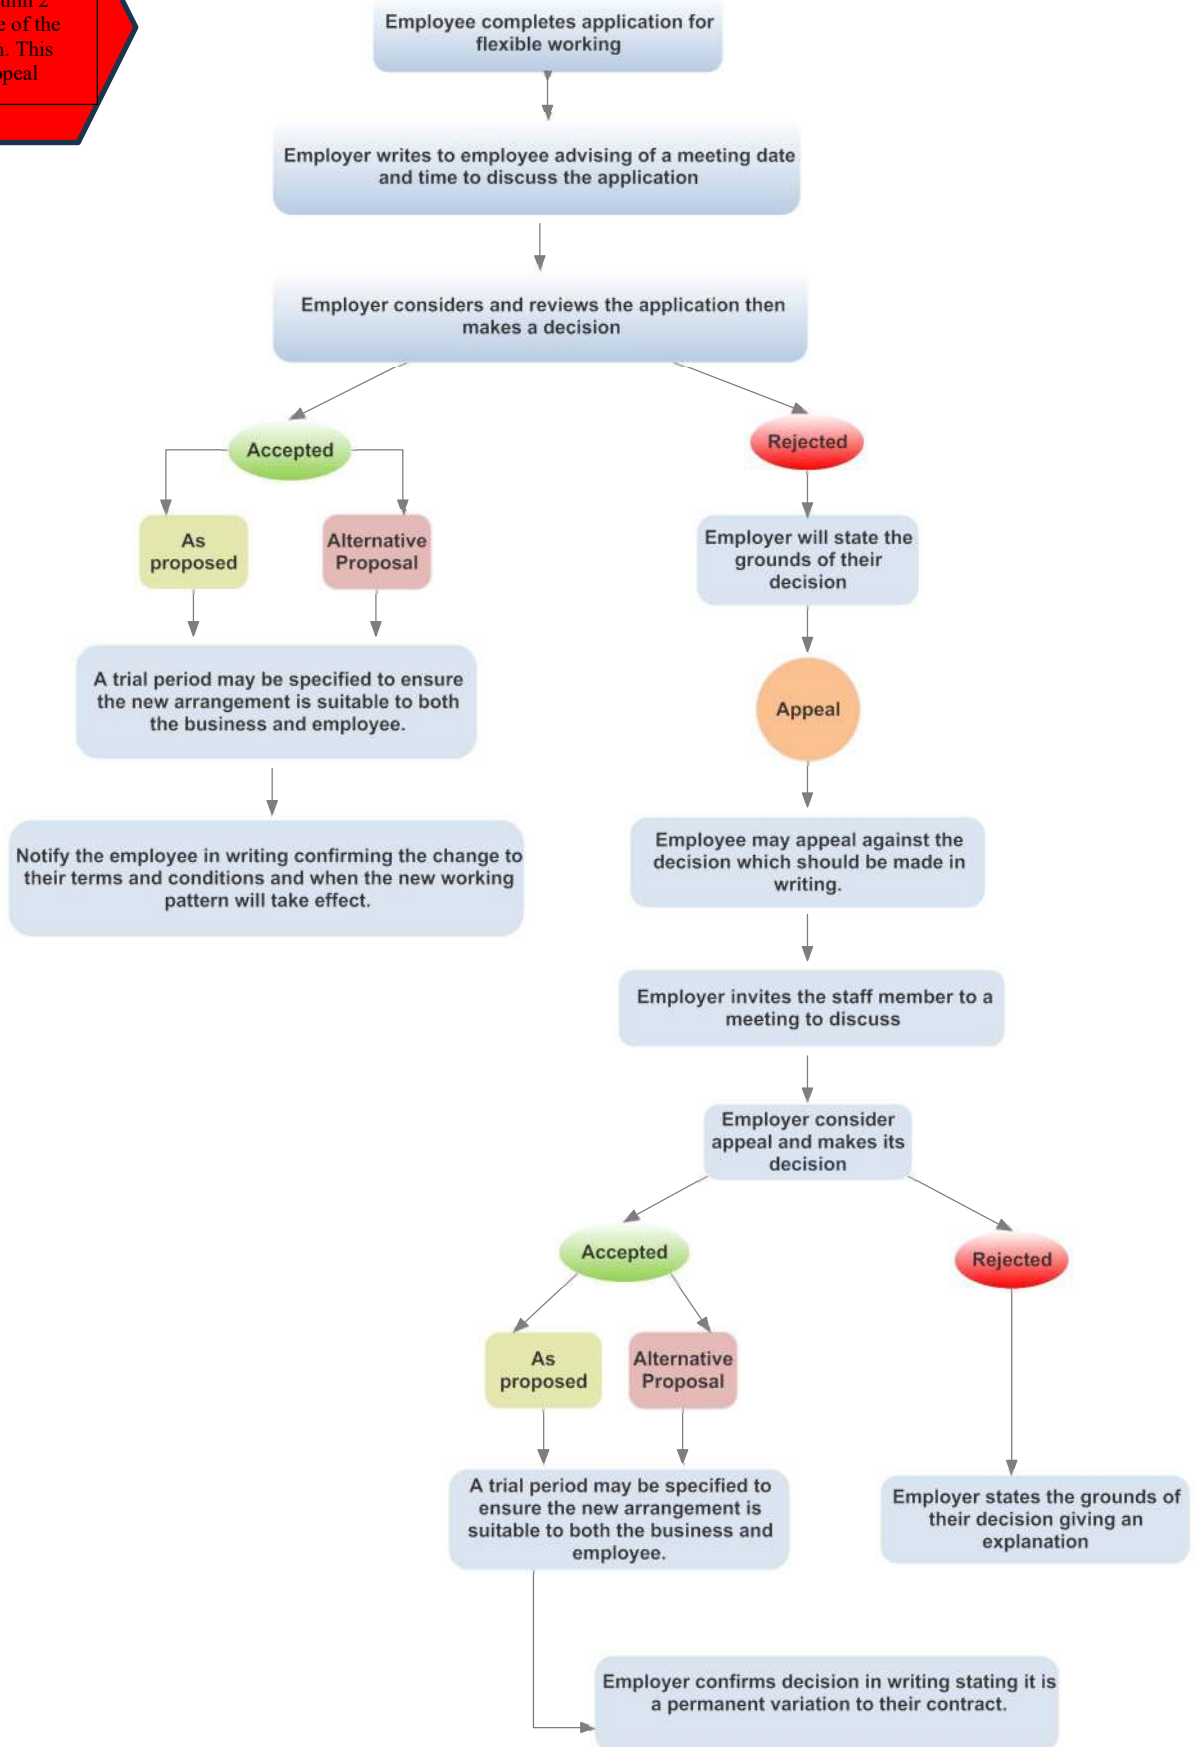 thin 2
e of the
n. This
ppeal
Employee completes application for
flexible working
Employer writes to employee advising of a meeting date
and time to discuss the application
Employer considers and reviews the application then
makes a decision
Accepted
Rejected
As
proposed
Alternative
Proposal
Employer will state the
grounds of their
decision
A trial period may be specified to ensure
the new arrangement is suitable to both
the business and employee.
Appeal
Notify the employee in writing confirming the change to
their terms and conditions and when the new working
pattern will take effect.
Employee may appeal against the
decision which should be made in
writing.
Employer invites the staff member to a
meeting to discuss
Employer consider
appeal and makes its
decision
Accepted
Rejected
As
proposed
Alternative
Proposal
A trial period may be specified to
ensure the new arrangement is
suitable to both the business and
employee.
Employer states the grounds of
their decision giving an
explanation
Employer confirms decision in writing stating it is
a permanent variation to their contract.